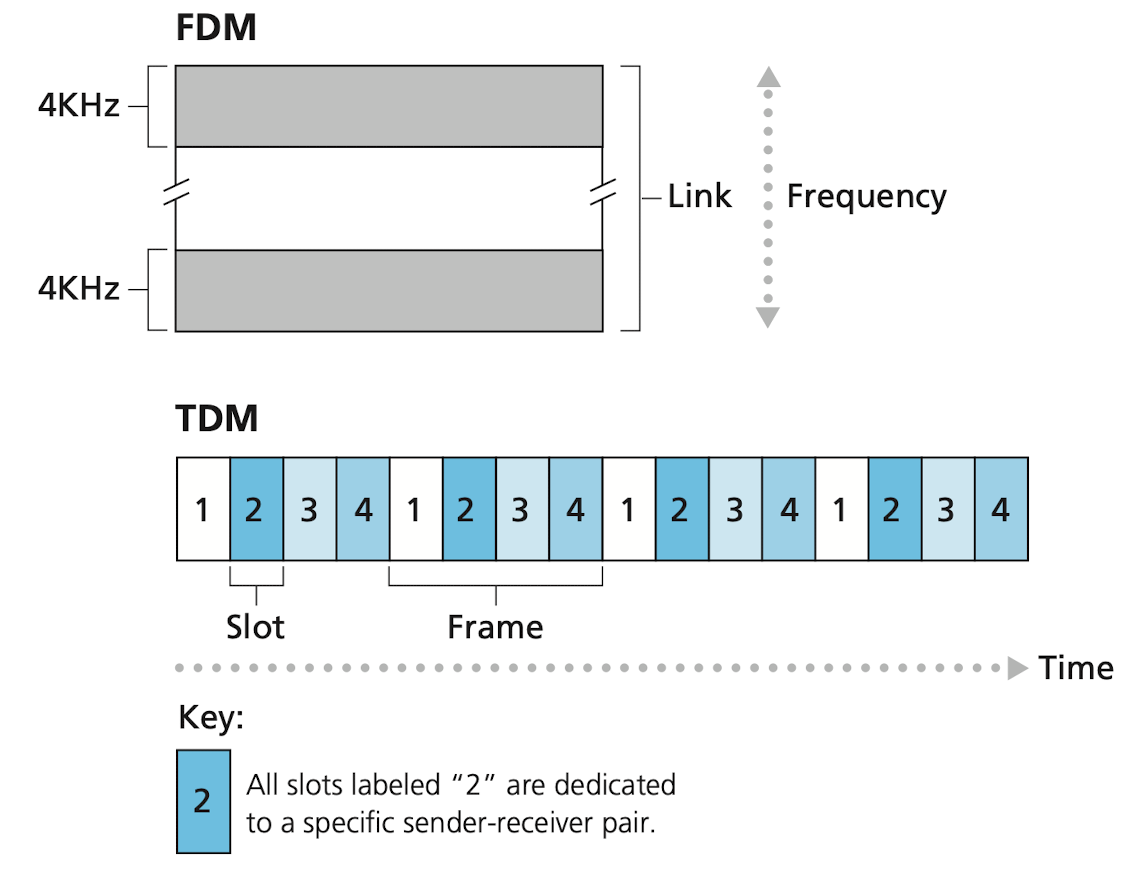 FDM
4KHz
Link
Frequency
4KHz
TDM
1 2 3 4 1 2 3 4 1 2 3 4 1 2 3 4
Slot
Frame
Time
Key:
2
All slots labeled “2” are dedicated
to a specific sender-receiver pair.